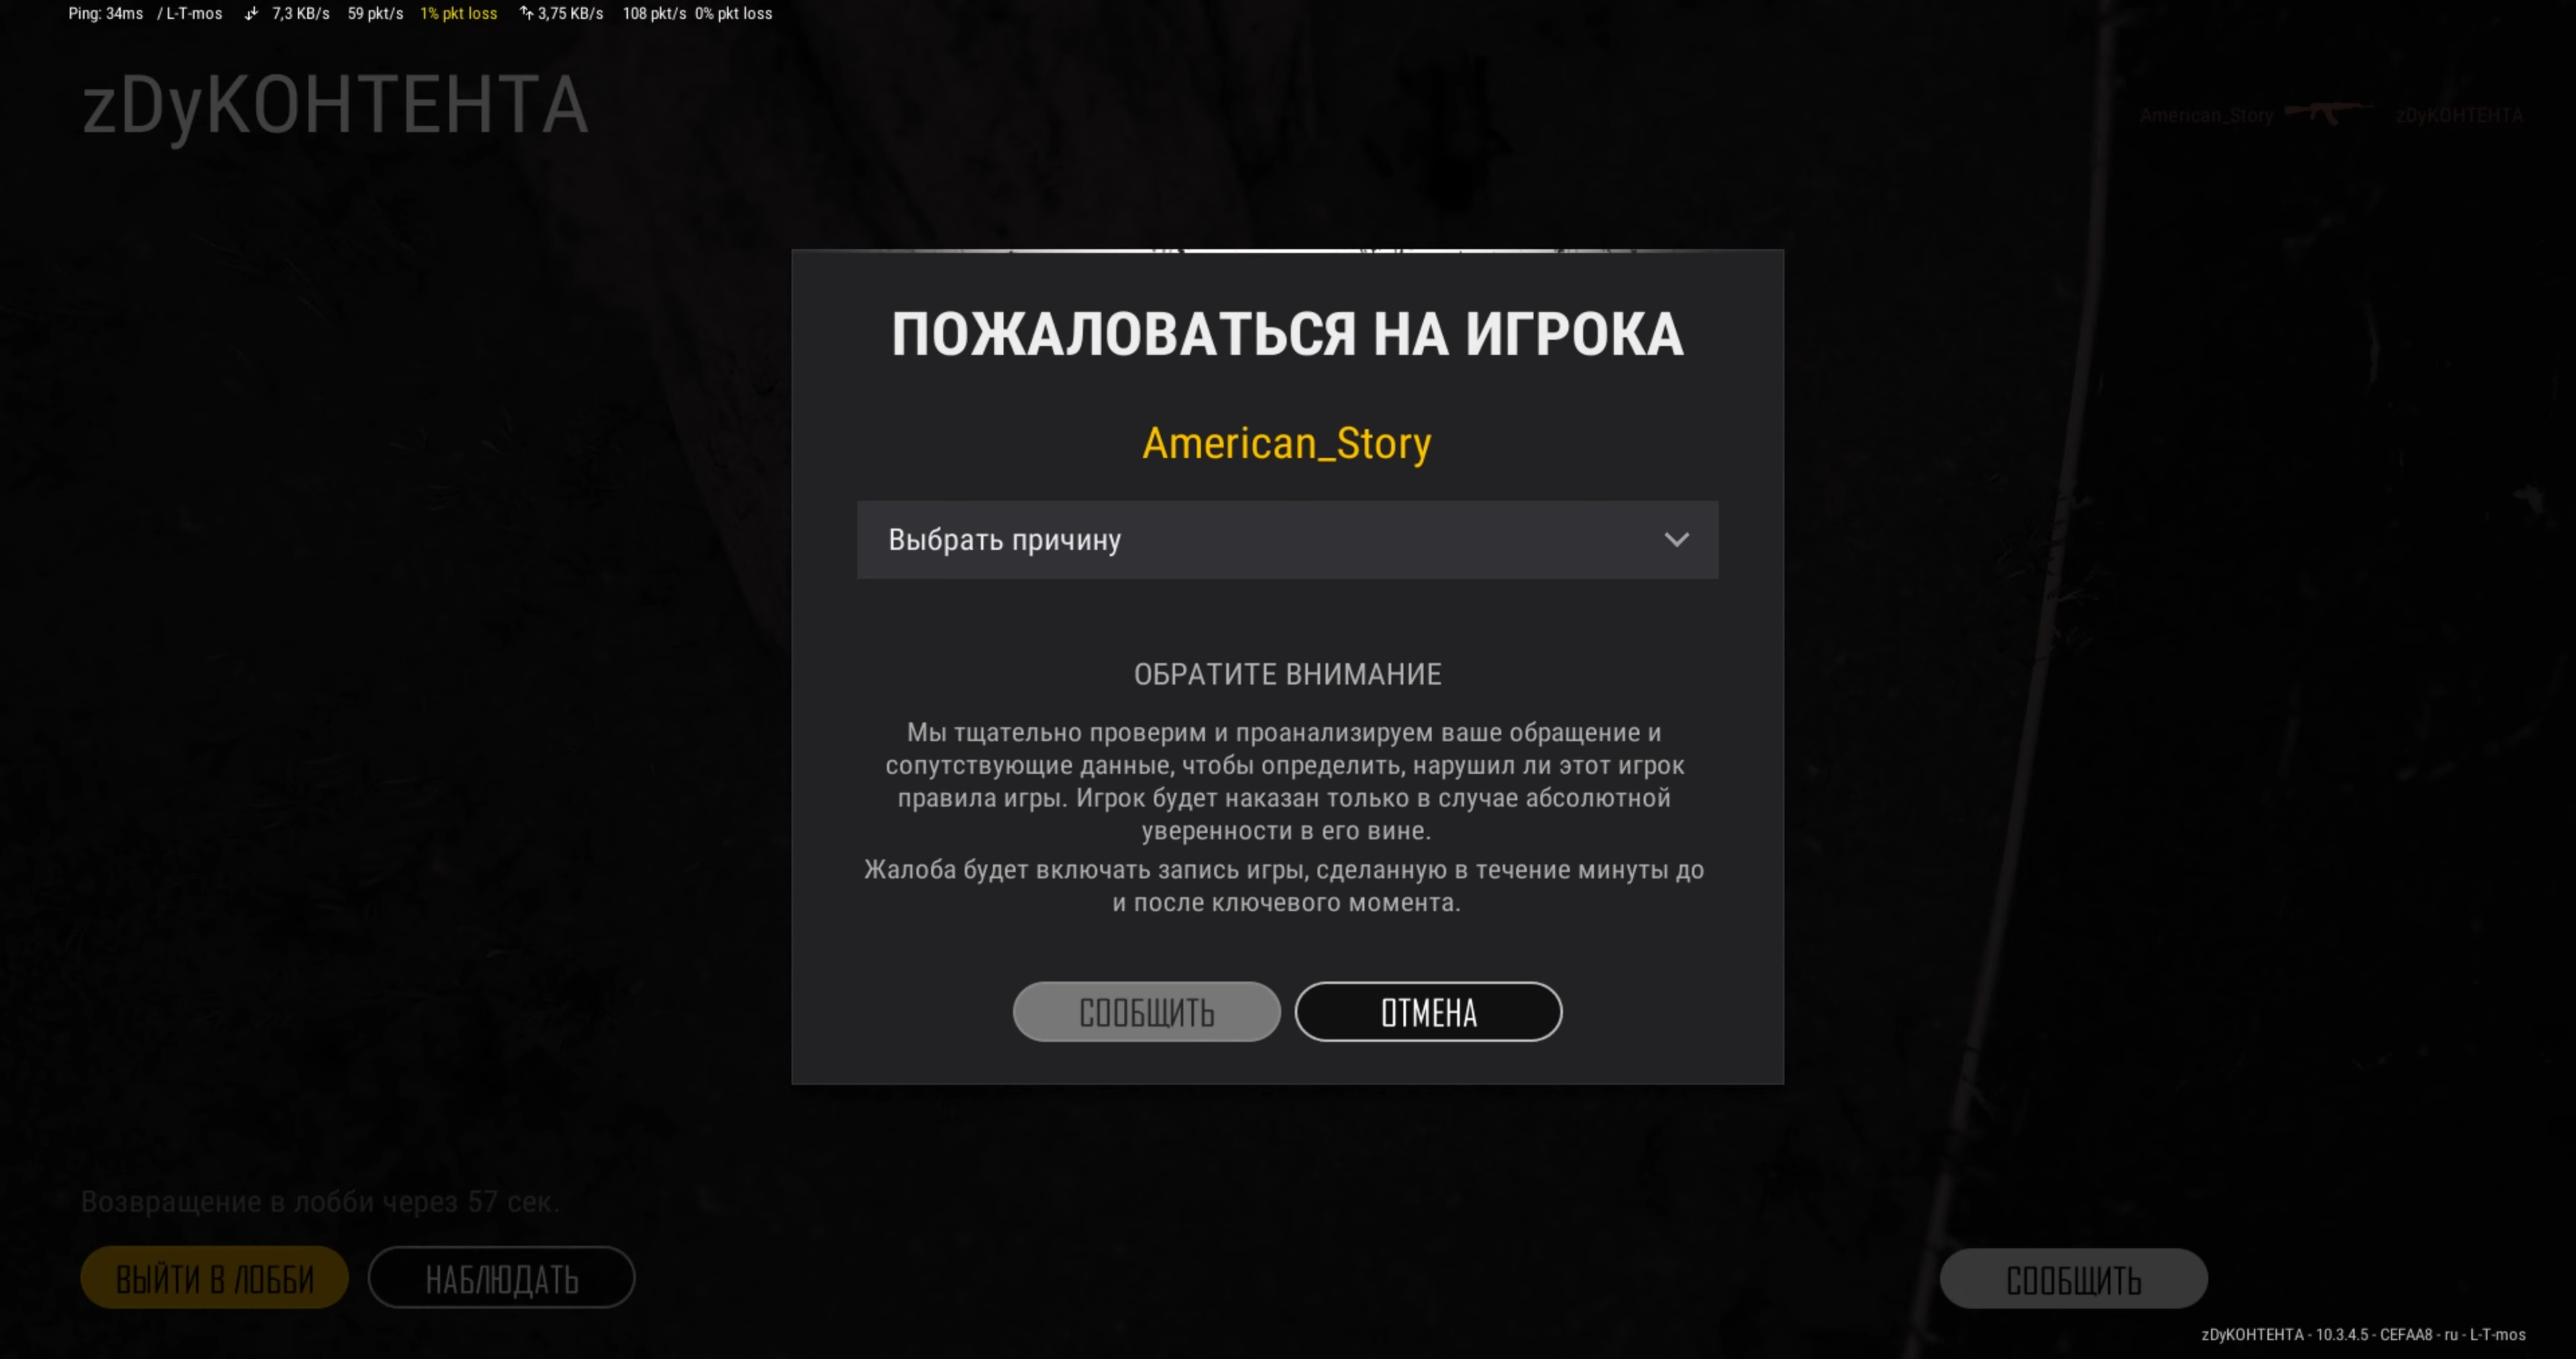 Ping: 34ms / L-T-mos 7,3 KB/s 59 pkt/s 1% pkt loss 3,75 KB/s 108 pkt/s 0% pkt loss
zDyКОНТЕНТА
American_Story zDyКОНТЕНТА
ПОЖАЛОВАТЬСЯ НА ИГРОКА
American_Story
Выбрать причину
ОБРАТИТЕ ВНИМАНИЕ
Мы тщательно проверим и проанализируем ваше обращение и
сопутствующие данные, чтобы определить, нарушил ли этот игрок
правила игры. Игрок будет наказан только в случае абсолютной
уверенности в его вине.
Жалоба будет включать запись игры, сделанную в течение минуты до
и после ключевого момента.
СООБЩИТЬ ОТМЕНА
Возвращение в лобби через 57 сек.
ВЫЙТИ В ЛОББИ НАБЛЮДАТЬ СООБЩИТЬ
zDyКОНТЕНТА - 10.3.4.5 - CEFAA8 - ru - L-T-mos